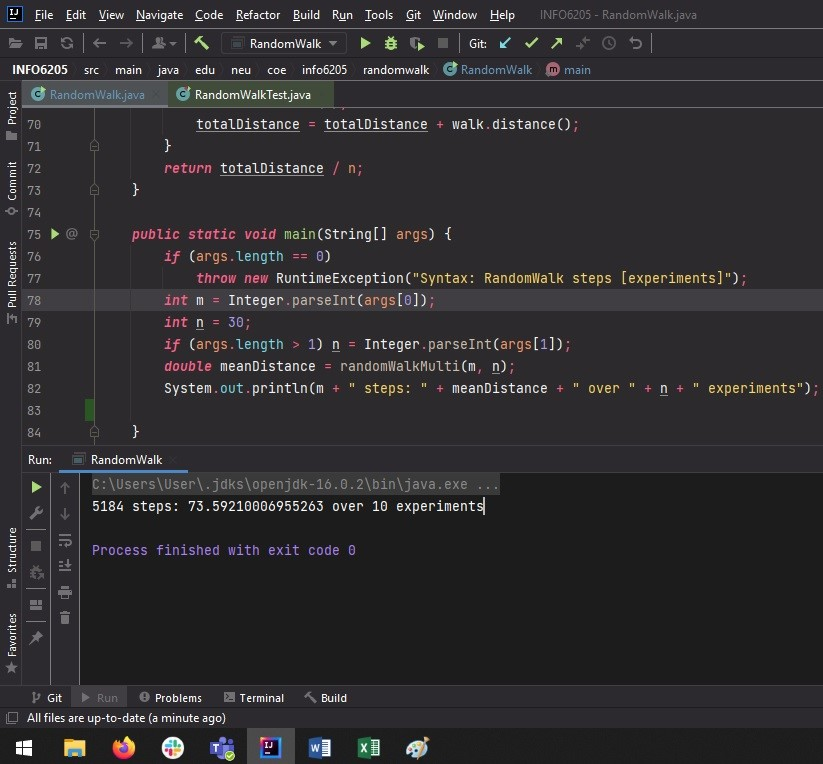 File Edit View Navigate Code Refactor Build Run Tools Git Window Help INFO6205 - RandomWalk.java
RandomWalk Git:
INFO6205 src main java edu neu coe info6205 randomwalk RandomWalk main
RandomWalk.java RandomWalkTest.java
Project
Commit
Pull Requests
70 totalDistance = totalDistance + walk.distance();
71 }
72 return totalDistance / n;
73 }
74
75 public static void main(String[] args) {
76 if (args.length == 0)
77 throw new RuntimeException("Syntax: RandomWalk steps [experiments]");
78 int m = Integer.parseInt(args[0]);
79 int n = 30;
80 if (args.length > 1) n = Integer.parseInt(args[1]);
81 double meanDistance = randomWalkMulti(m, n);
82 System.out.println(m + " steps: " + meanDistance + " over " + n + " experiments");
83
84 }
Run: RandomWalk
C:\Users\User\.jdks\openjdk-16.0.2\bin\java.exe ...
5184 steps: 73.59210006955263 over 10 experiments
Process finished with exit code 0
Structure
Favorites
Git Run Problems Terminal Build
All files are up-to-date (a minute ago)